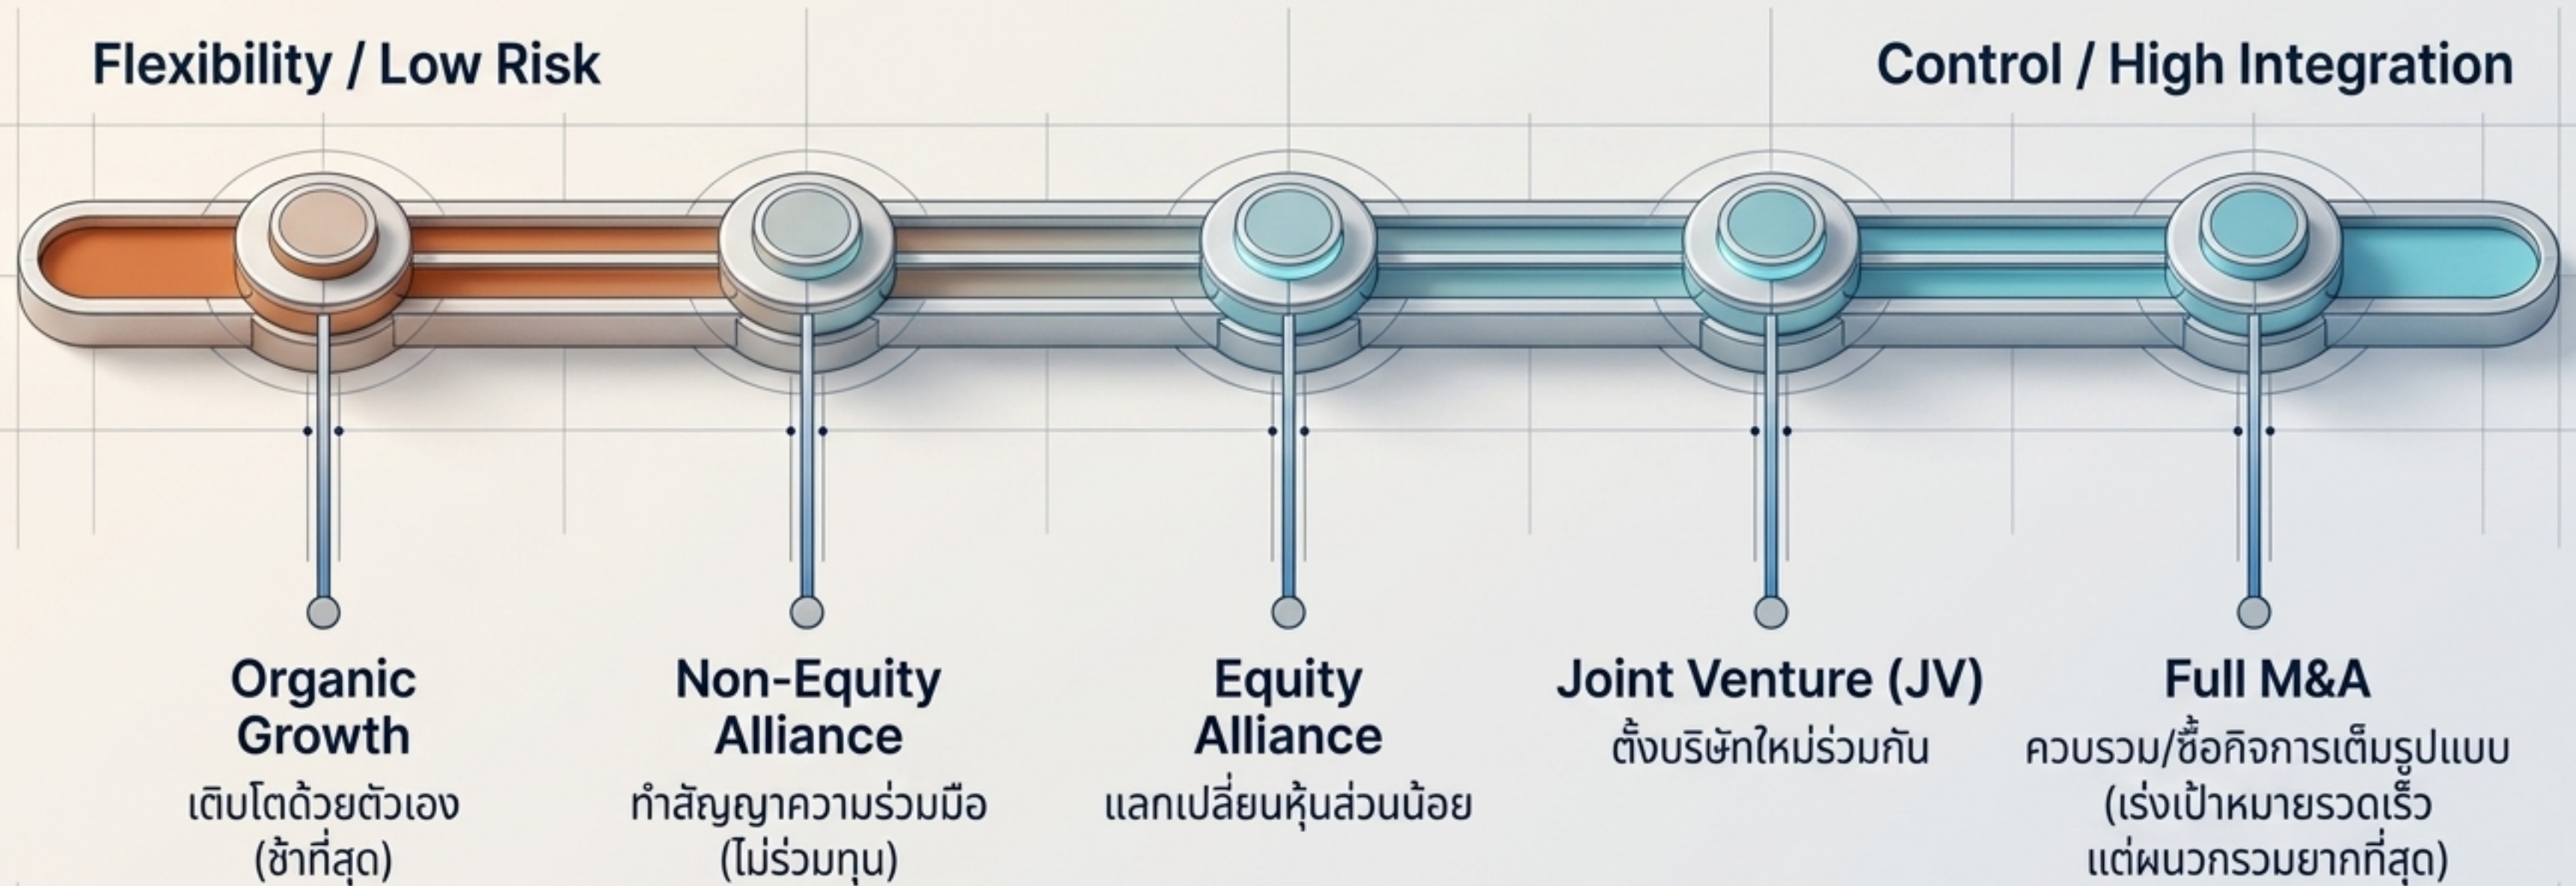 Flexibility / Low Risk
Control / High Integration
Organic
Growth
เติบโตด้วยตัวเอง
(ช้าที่สุด)
Non-Equity
Alliance
ทำสัญญาความร่วมมือ
(ไม่ร่วมทุน)
Equity
Alliance
แลกเปลี่ยนหุ้นส่วนน้อย
Joint Venture (JV)
ตั้งบริษัทใหม่ร่วมกัน
Full M&A
ควบรวม/ซื้อกิจการเต็มรูปแบบ
(เร่งเป้าหมายรวดเร็ว
แต่ผนวกรวมยากที่สุด)